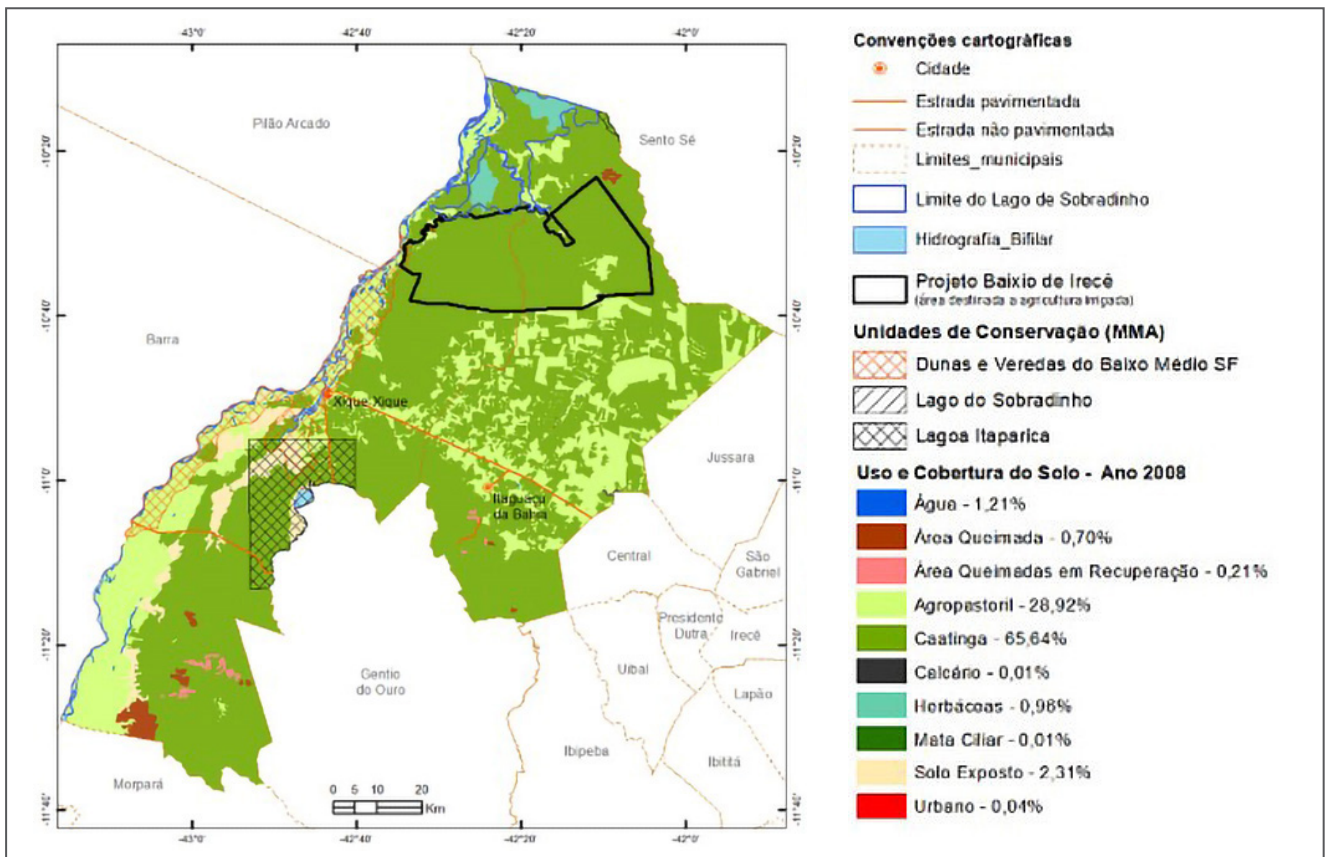 -43°0'
-42°40'
-42°20'
-42°0'
Pilão Arcado
Sento Sé
-10°20'
-10°20'
-10°40'
-10°40'
Barra
Xique Xique
Jussara
-11°0'
-11°0'
Itaguaçu
da Bahia
Central
São
Gabriel
Presidente
Dutra
Irecê
-11°20'
-11°20'
Gentio
do Ouro
Uibaí
Lapão
Ibipeba
Ibititá
Morpará
0 5 10 20
Km
-11°40'
-11°40'
-43°0'
-42°40'
-42°20'
-42°0'
Convenções cartográficas
Cidade
Estrada pavimentada
Estrada não pavimentada
Limites_municipais
Limite do Lago de Sobradinho
Hidrografia_Bifilar
Projeto Baixio de Irecê
(área destinada a agricultura irrigada)
Unidades de Conservação (MMA)
Dunas e Veredas do Baixo Médio SF
Lago do Sobradinho
Lagoa Itaparica
Uso e Cobertura do Solo - Ano 2008
Água - 1,21%
Área Queimada - 0,70%
Área Queimadas em Recuperação - 0,21%
Agropastoril - 28,92%
Caatinga - 65,64%
Calcário - 0,01%
Herbáceas - 0,96%
Mata Ciliar - 0,01%
Solo Exposto - 2,31%
Urbano - 0,04%